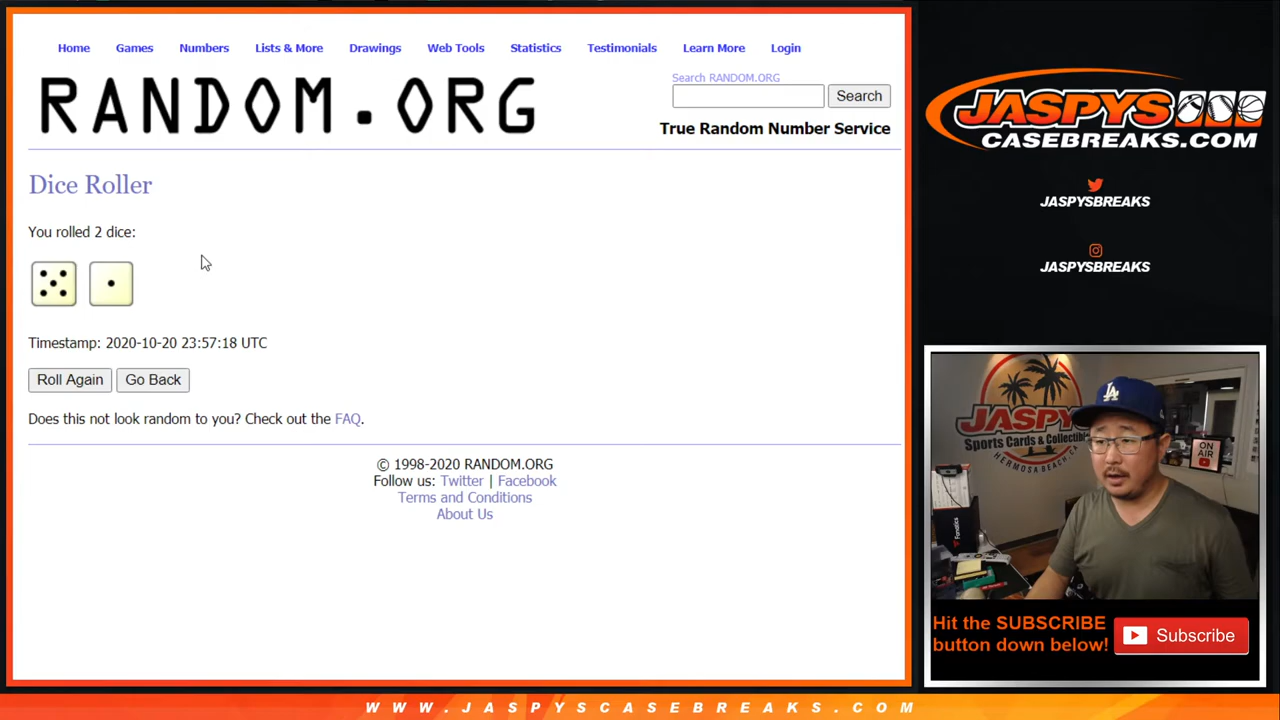 Home Games Numbers Lists & More Drawings Web Tools Statistics Testimonials Learn More Login
RANDOM.ORG
Search RANDOM.ORG
Search
True Random Number Service
Dice Roller
You rolled 2 dice:
Timestamp: 2020-10-20 23:57:18 UTC
Roll Again Go Back
Does this not look random to you? Check out the FAQ.
© 1998-2020 RANDOM.ORG
Follow us: Twitter | Facebook
Terms and Conditions
About Us
JASPYS
CASEBREAKS.COM
JASPYSBREAKS
JASPYSBREAKS
JASPYS
Sports Cards & Collectible
HERMOSA BEACH, CA
ON
AIR
LA
Fanatics
Hit the SUBSCRIBE
button down below!
Subscribe
WWW.JASPYSCASEBREAKS.COM